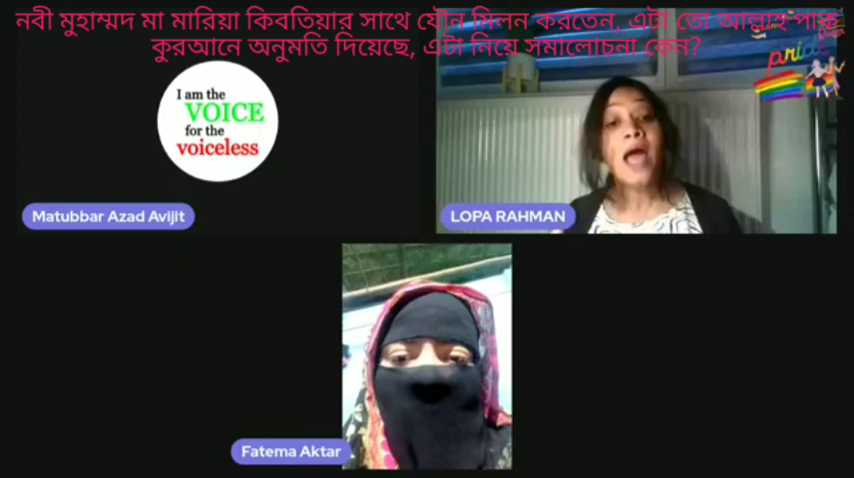 নবী মুহাম্মদ মা মারিয়া কিবতিয়ার সাথে যৌন মিলন করতেন, এটা তো আল্লাহ পাক
কুরআনে অনুমতি দিয়েছে, এটা নিয়ে সমালোচনা কেন?
I am the
VOICE
for the
voiceless
pride
Matubbar Azad Avijit
LOPA RAHMAN
Fatema Aktar